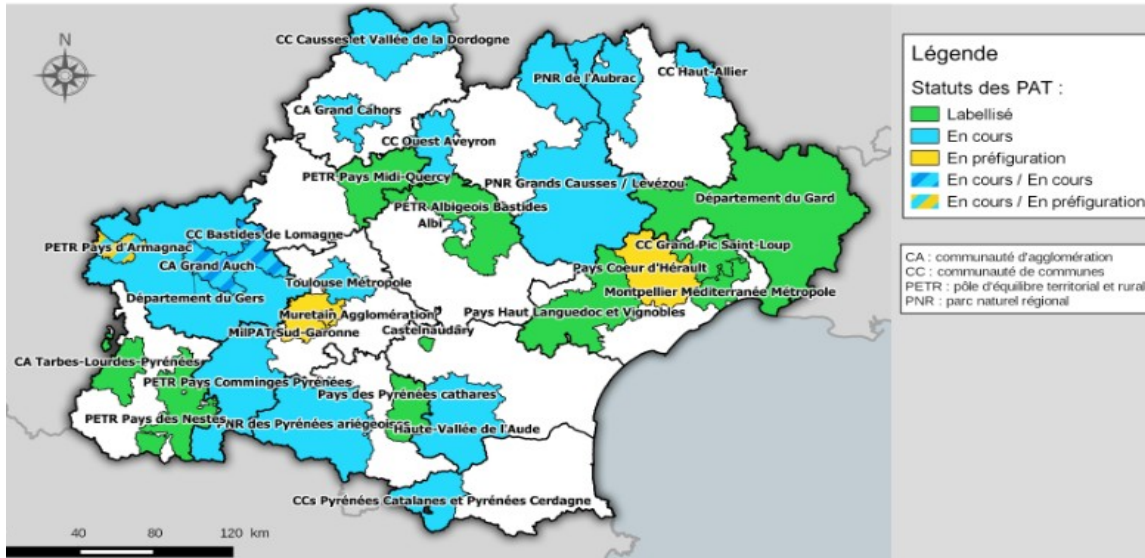 N
CC Causses et Vallée de la Dordogne
PNR de l'Aubrac
CC Haut-Allier
CA Grand Cahors
CC Ouest Aveyron
PETR Pays Midi-Quercy
PNR Grands Causses / Levézou
Département du Gard
PETR Albigeois Bastides
Albi
CC Bastides de Lomagne
PETR Pays d'Armagnac
CC Grand Pic Saint-Loup
CA Grand Auch
Pays Coeur d'Hérault
Toulouse Métropole
Département du Gers
Montpellier Méditerranée Métropole
Muretain Agglomération
Pays Haut Languedoc et Vignobles
MilPAT Sud-Garonne
Castelnaudary
CA Tarbes-Lourdes-Pyrénées
PETR Pays Comminges Pyrénées
Pays des Pyrénées cathares
PETR Pays des Nestes
PNR des Pyrénées ariégeoises
Haute-Vallée de l'Aude
CCs Pyrénées Catalanes et Pyrénées Cerdagne
40 80 120 km
Légende
Statuts des PAT :
Labellisé
En cours
En préfiguration
En cours / En cours
En cours / En préfiguration
CA : communauté d'agglomération
CC : communauté de communes
PETR : pôle d'équilibre territorial et rural
PNR : parc naturel régional